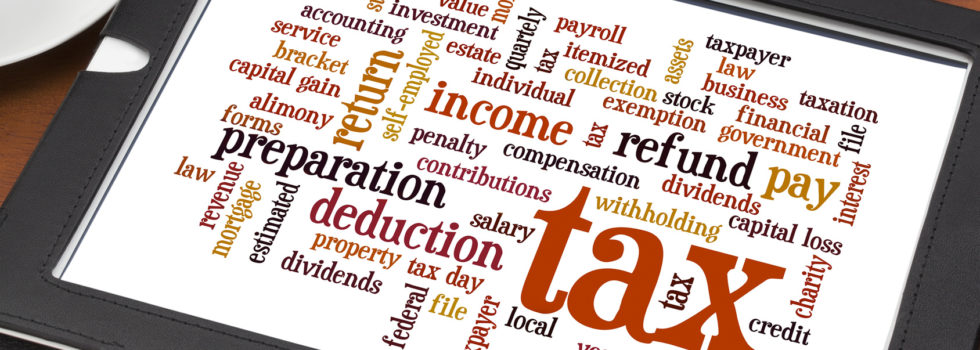 value
accounting
investment
payroll
service
estate
quartely
tax
itemized
assets
taxpayer
law
bracket
self-employed
individual
collection
stock
business
taxation
capital gain
return
income
exemption
financial
alimony
tax
refund
government
file
forms
penalty
compensation
pay
interest
preparation
contributions
dividends
law
revenue
mortgage
estimated
deduction
salary
withholding
capital loss
property
tax day
tax
tax
charity
dividends
federal
file
local
credit